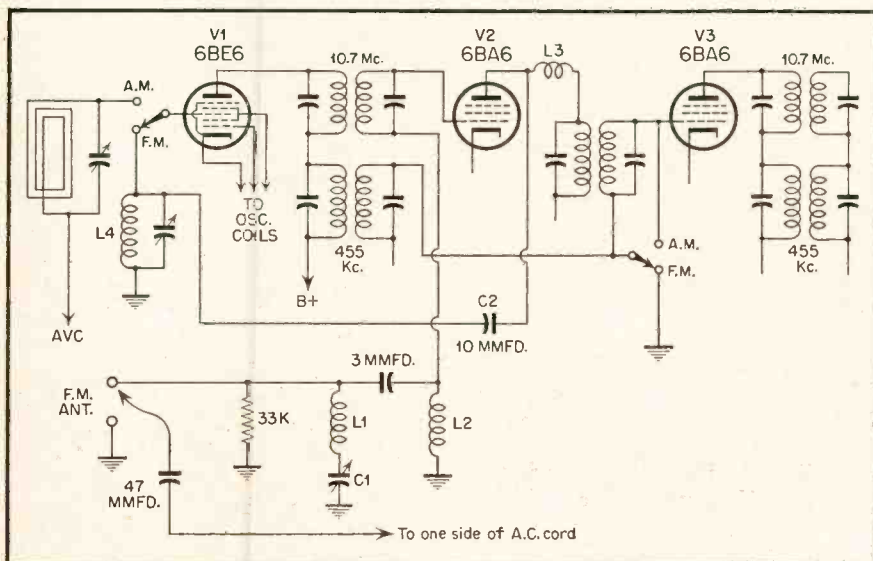 V1
6BE6
V2
6BA6
L3
V3
6BA6
10.7 Mc.
10.7 Mc.
A.M.
F.M.
TO
OSC.
COILS
L4
455
Kc.
A.M.
F.M.
455
Kc.
B+
AVC
C2
10 MMFD.
3 MMFD.
F.M.
ANT.
33K
L1
L2
C1
47
MMFD.
To one side of A.C. cord